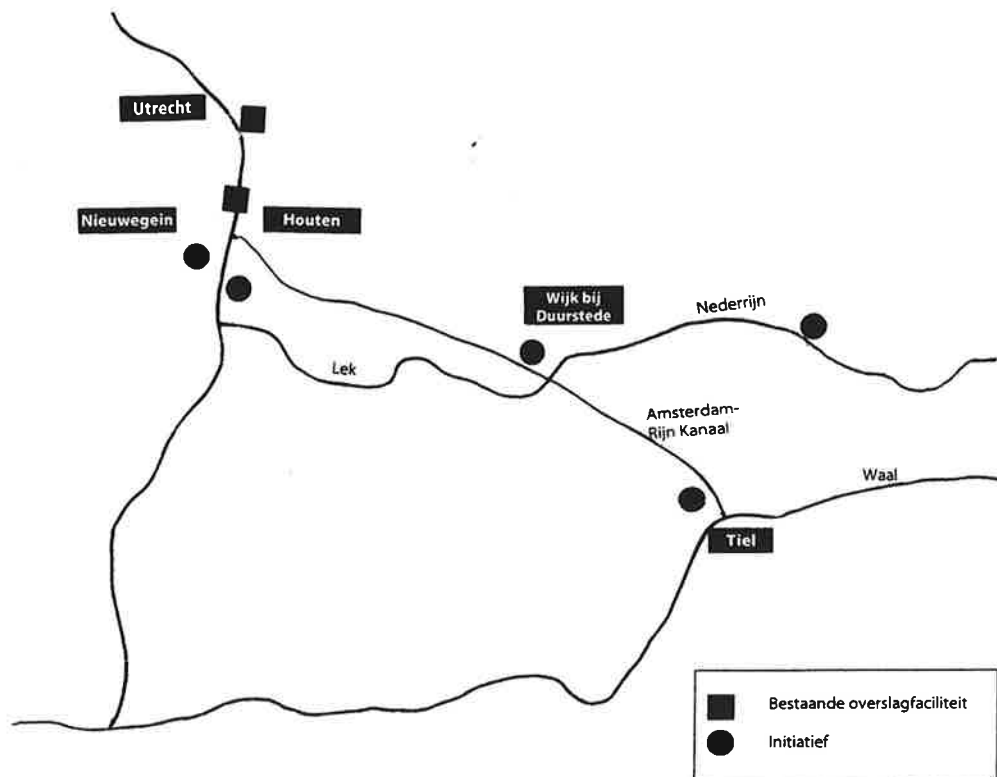 Utrecht
Nieuwegein
Houten
Wijk bij
Duurstede
Nederrijn
Lek
Amsterdam-
Rijn Kanaal
Waal
Tiel
Bestaande overslagfaciliteit
Initiatief